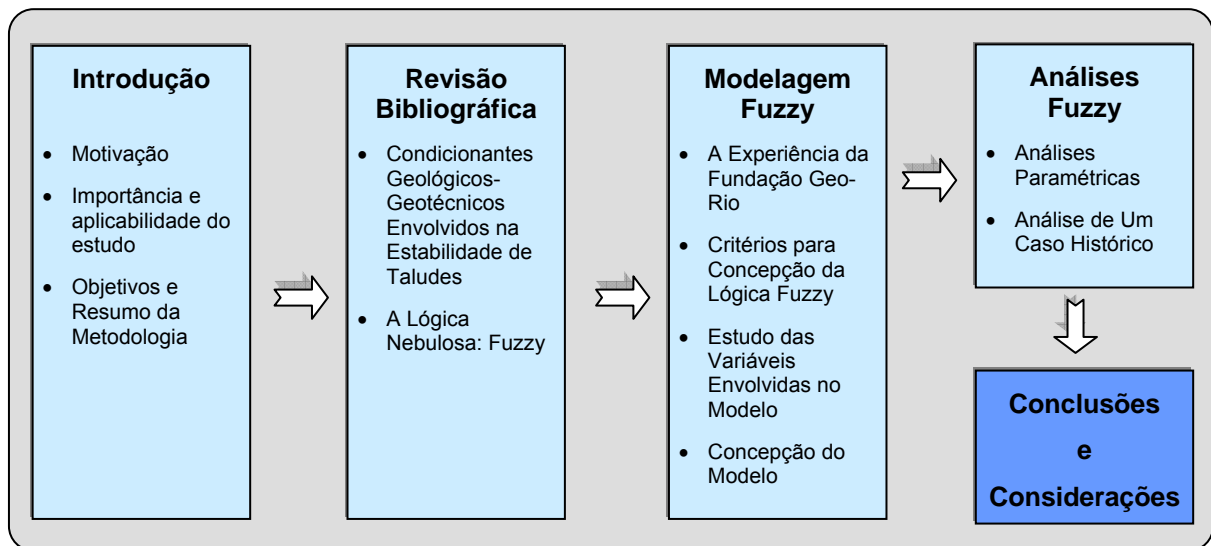 Introdução
• Motivação
• Importância e
aplicabilidade do
estudo
• Objetivos e
Resumo da
Metodologia
Revisão
Bibliográfica
• Condicionantes
Geológicos-
Geotécnicos
Envolvidos na
Estabilidade de
Taludes
• A Lógica
Nebulosa: Fuzzy
Modelagem
Fuzzy
• A Experiência da
Fundação Geo-
Rio
• Critérios para
Concepção da
Lógica Fuzzy
• Estudo das
Variáveis
Envolvidas no
Modelo
• Concepção do
Modelo
Análises
Fuzzy
• Análises
Paramétricas
• Análise de Um
Caso Histórico
Conclusões
e
Considerações